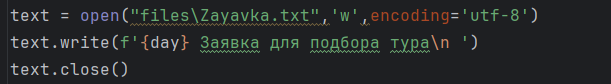 text = open("files\Zayavka.txt",'w',encoding='utf-8')
text.write(f'{day} Заявка для подбора тура\n ')
text.close()